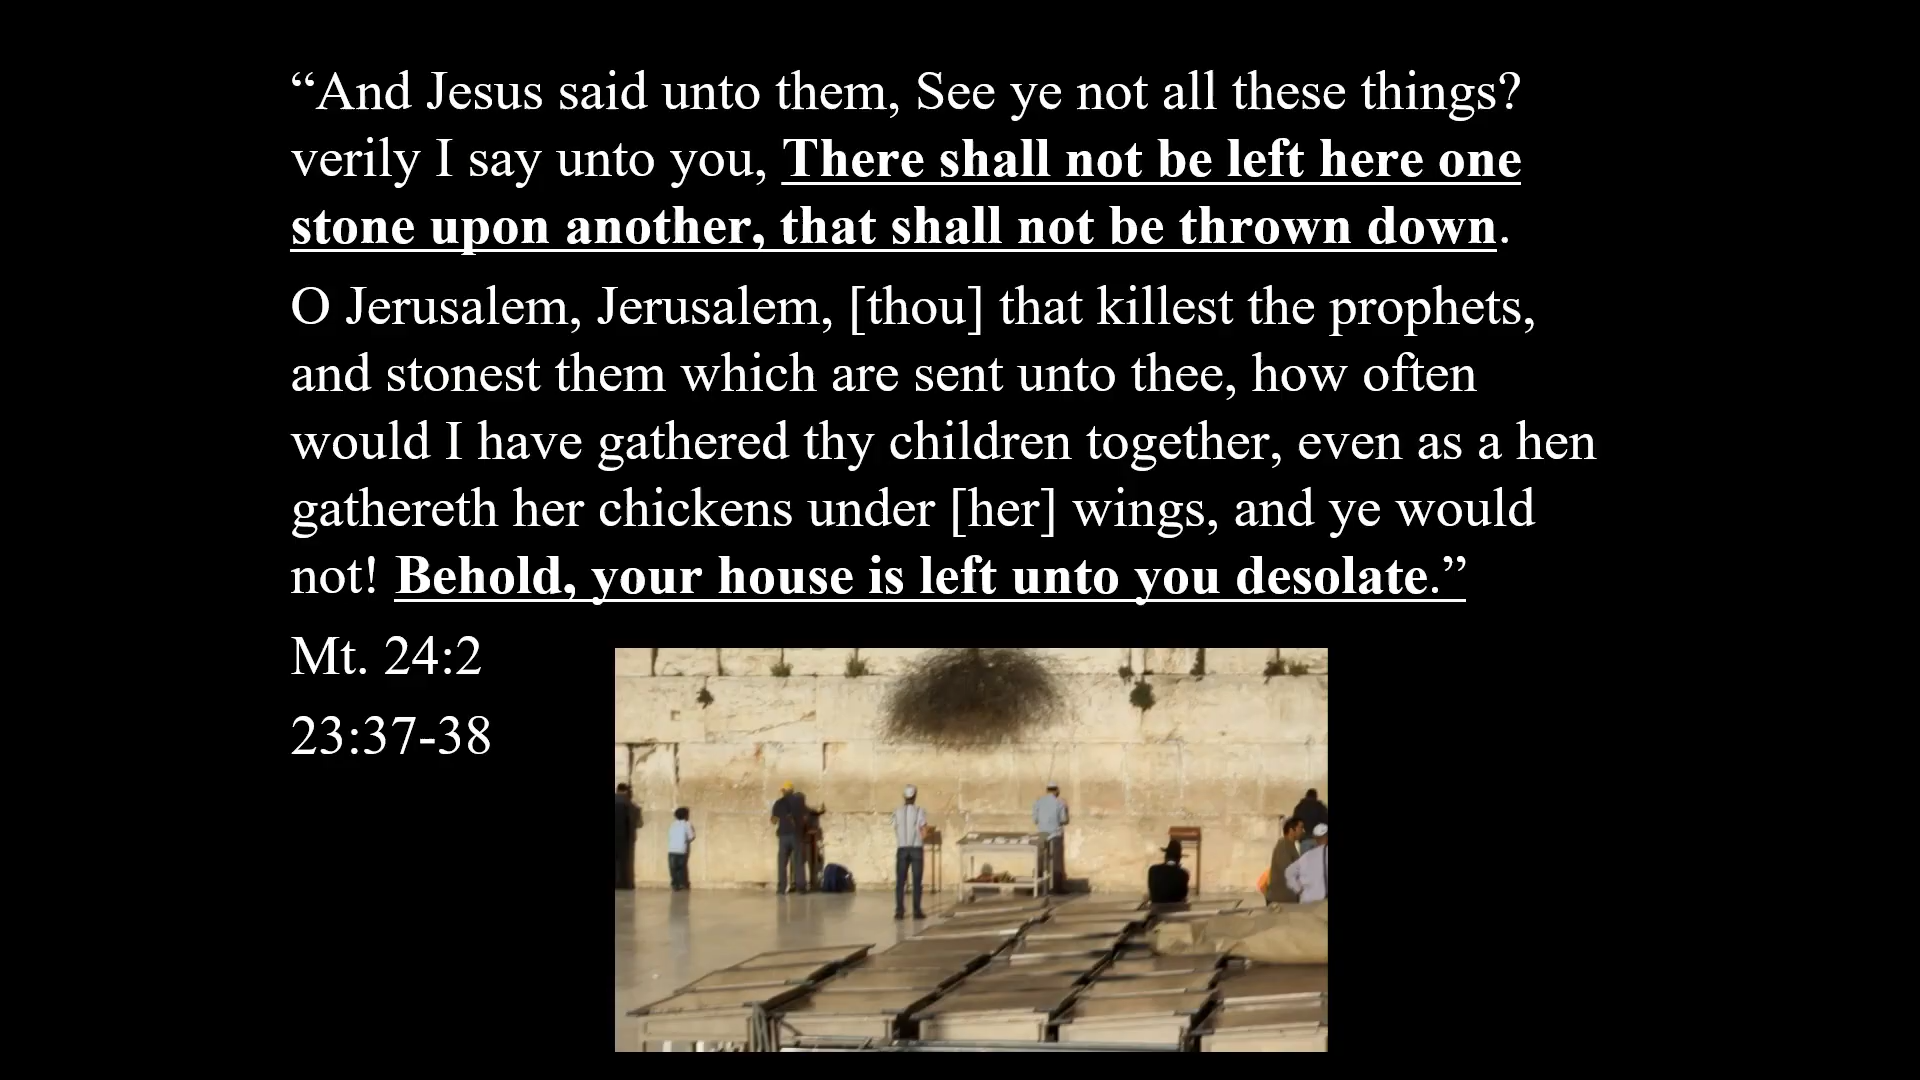 “And Jesus said unto them, See ye not all these things?
verily I say unto you, There shall not be left here one
stone upon another, that shall not be thrown down.
O Jerusalem, Jerusalem, [thou] that killest the prophets,
and stonest them which are sent unto thee, how often
would I have gathered thy children together, even as a hen
gathereth her chickens under [her] wings, and ye would
not! Behold, your house is left unto you desolate.”
Mt. 24:2
23:37-38